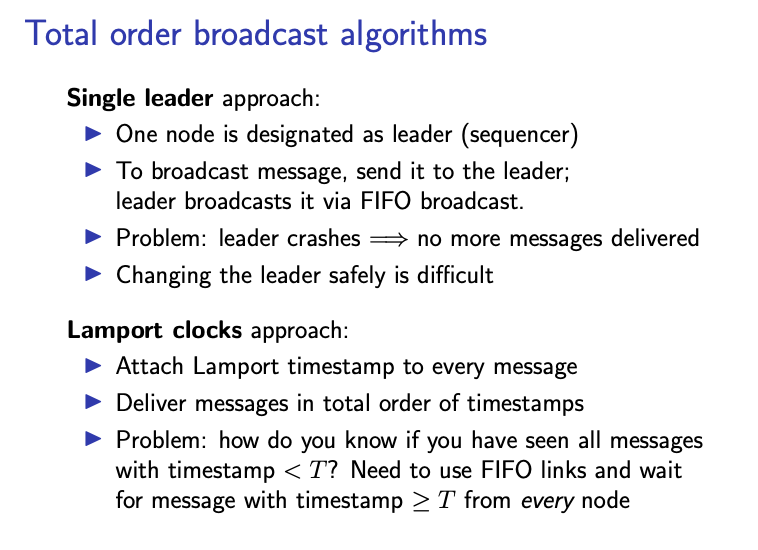 Total order broadcast algorithms
Single leader approach:
▶ One node is designated as leader (sequencer)
▶ To broadcast message, send it to the leader;
leader broadcasts it via FIFO broadcast.
▶ Problem: leader crashes ⟹ no more messages delivered
▶ Changing the leader safely is difficult
Lamport clocks approach:
▶ Attach Lamport timestamp to every message
▶ Deliver messages in total order of timestamps
▶ Problem: how do you know if you have seen all messages
with timestamp < T? Need to use FIFO links and wait
for message with timestamp ≥ T from every node